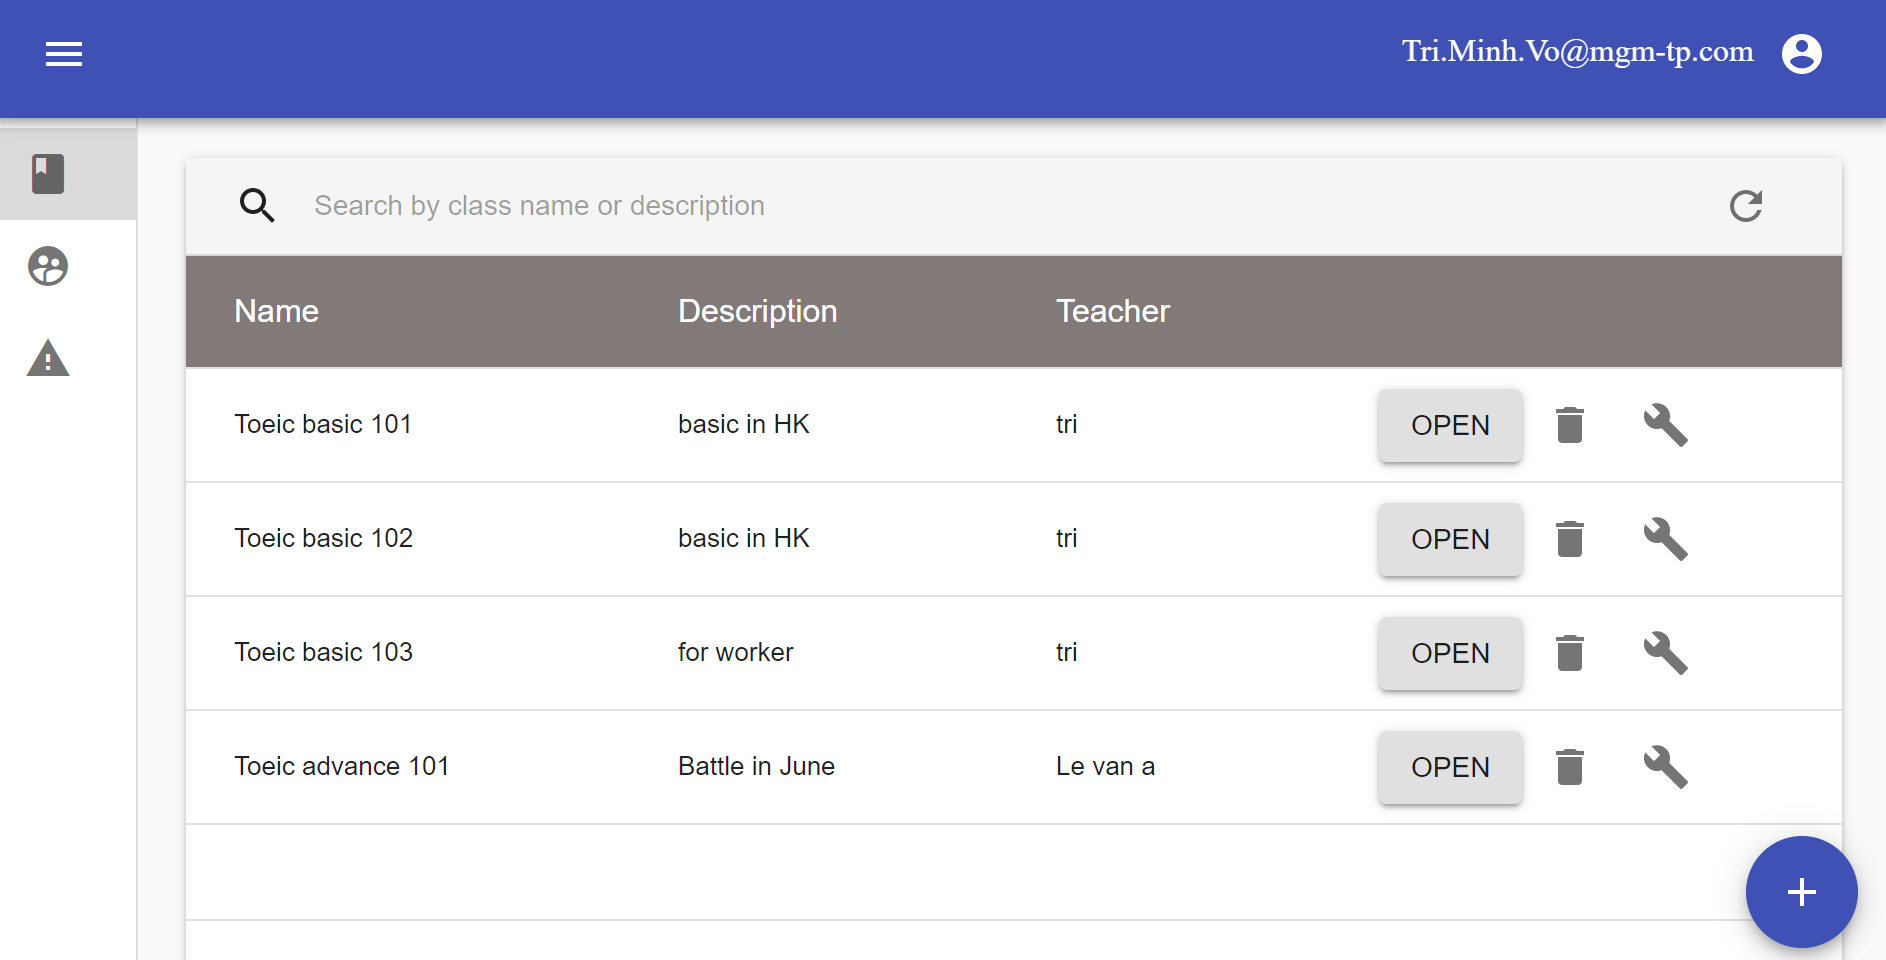 Tri.Minh.Vo@mgm-tp.com
Search by class name or description
Name Description Teacher
Toeic basic 101 basic in HK tri OPEN
Toeic basic 102 basic in HK tri OPEN
Toeic basic 103 for worker tri OPEN
Toeic advance 101 Battle in June Le van a OPEN